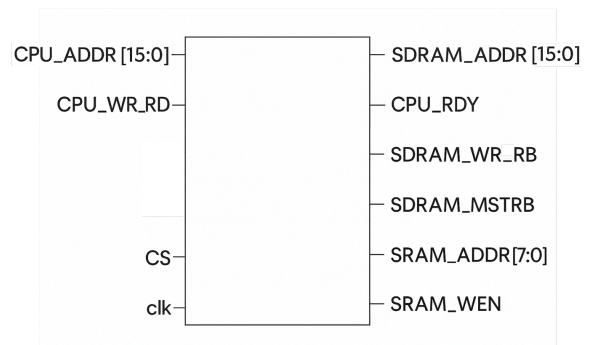 CPU_ADDR [15:0]
CPU_WR_RD
CS
clk
SDRAM_ADDR [15:0]
CPU_RDY
SDRAM_WR_RB
SDRAM_MSTRB
SRAM_ADDR[7:0]
SRAM_WEN